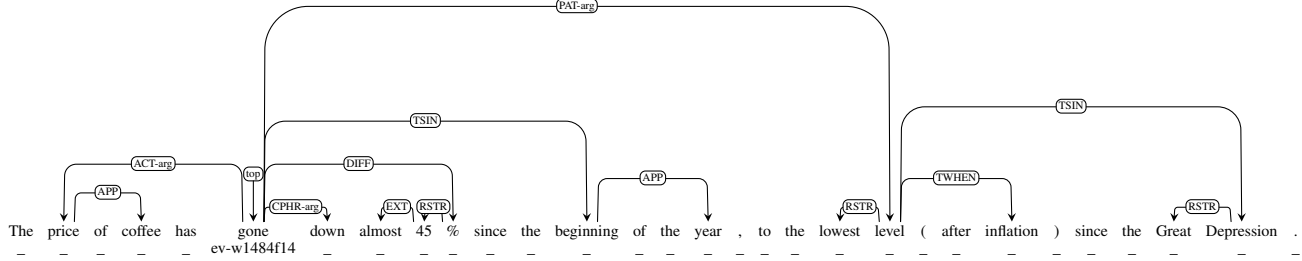 PAT-arg
TSIN TSIN
ACT-arg top DIFF
APP CPHR-arg EXT RSTR APP RSTR TWHEN RSTR
The price of coffee has gone down almost 45 % since the beginning of the year , to the lowest level ( after inflation ) since the Great Depression .
ev-w1484f14
_ _ _ _ _ _ _ _ _ _ _ _ _ _ _ _ _ _ _ _ _ _ _ _ _ _ _ _